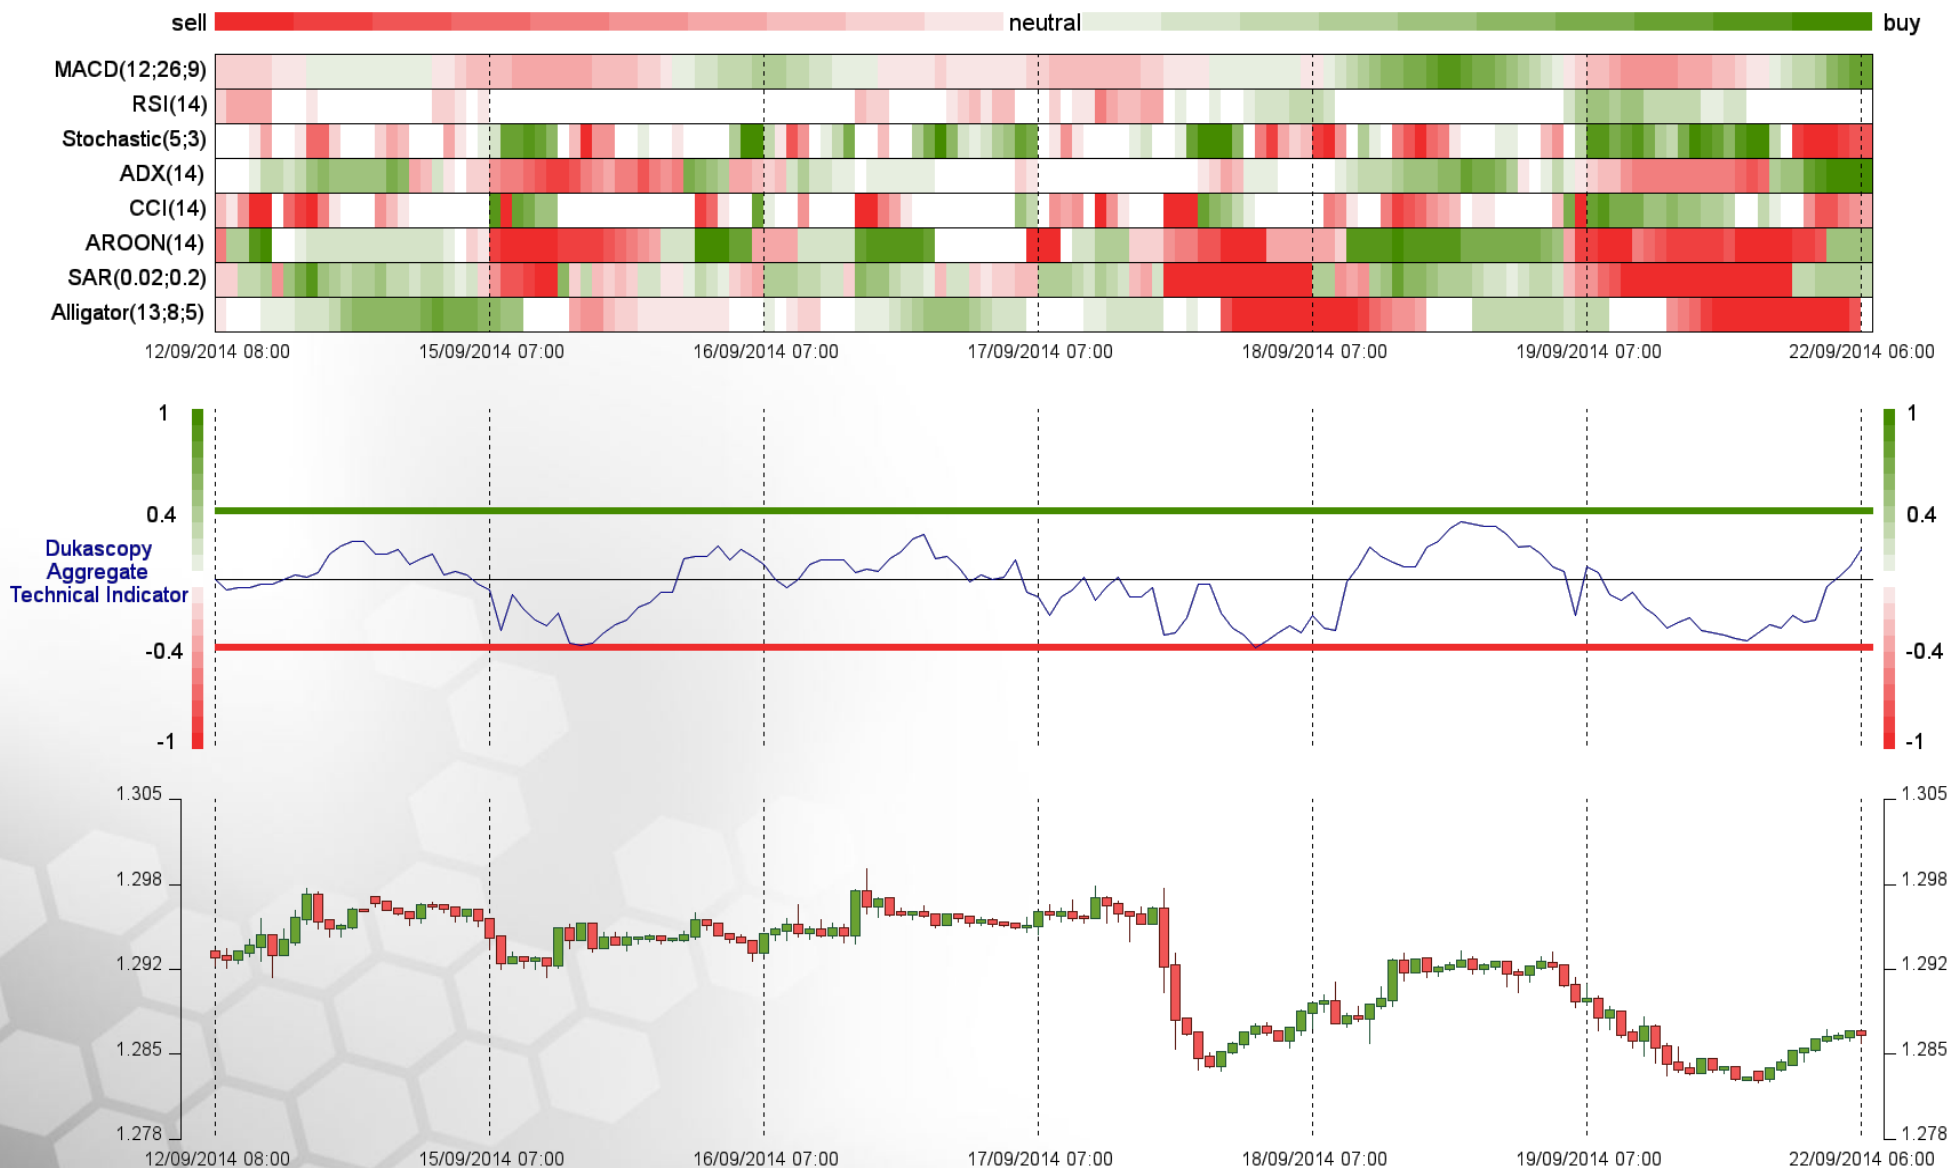 sell neutral buy
MACD(12;26;9)
RSI(14)
Stochastic(5;3)
ADX(14)
CCI(14)
AROON(14)
SAR(0.02;0.2)
Alligator(13;8;5)
12/09/2014 08:00 15/09/2014 07:00 16/09/2014 07:00 17/09/2014 07:00 18/09/2014 07:00 19/09/2014 07:00 22/09/2014 06:00
1 1
0.4 0.4
Dukascopy
Aggregate
Technical Indicator
-0.4 -0.4
-1 -1
1.305 1.305
1.298 1.298
1.292 1.292
1.285 1.285
1.278 1.278
12/09/2014 08:00 15/09/2014 07:00 16/09/2014 07:00 17/09/2014 07:00 18/09/2014 07:00 19/09/2014 07:00 22/09/2014 06:00